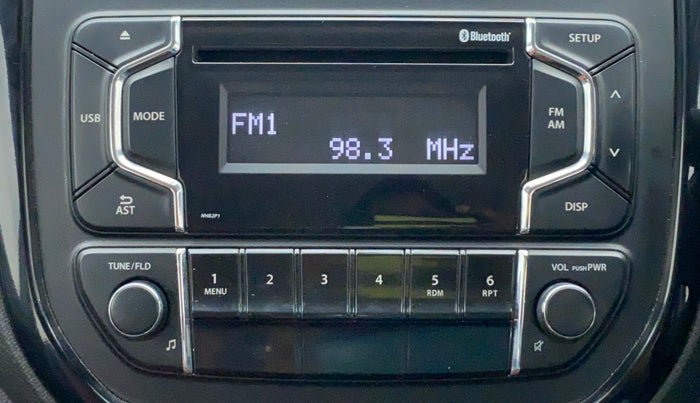 Bluetooth
SETUP
USB
MODE
FM
AM
FM1
98.3 MHz
AST
DISP
NH82P1
TUNE/FLD
1
MENU
2
3
4
5
RDM
6
RPT
VOL PUSH PWR